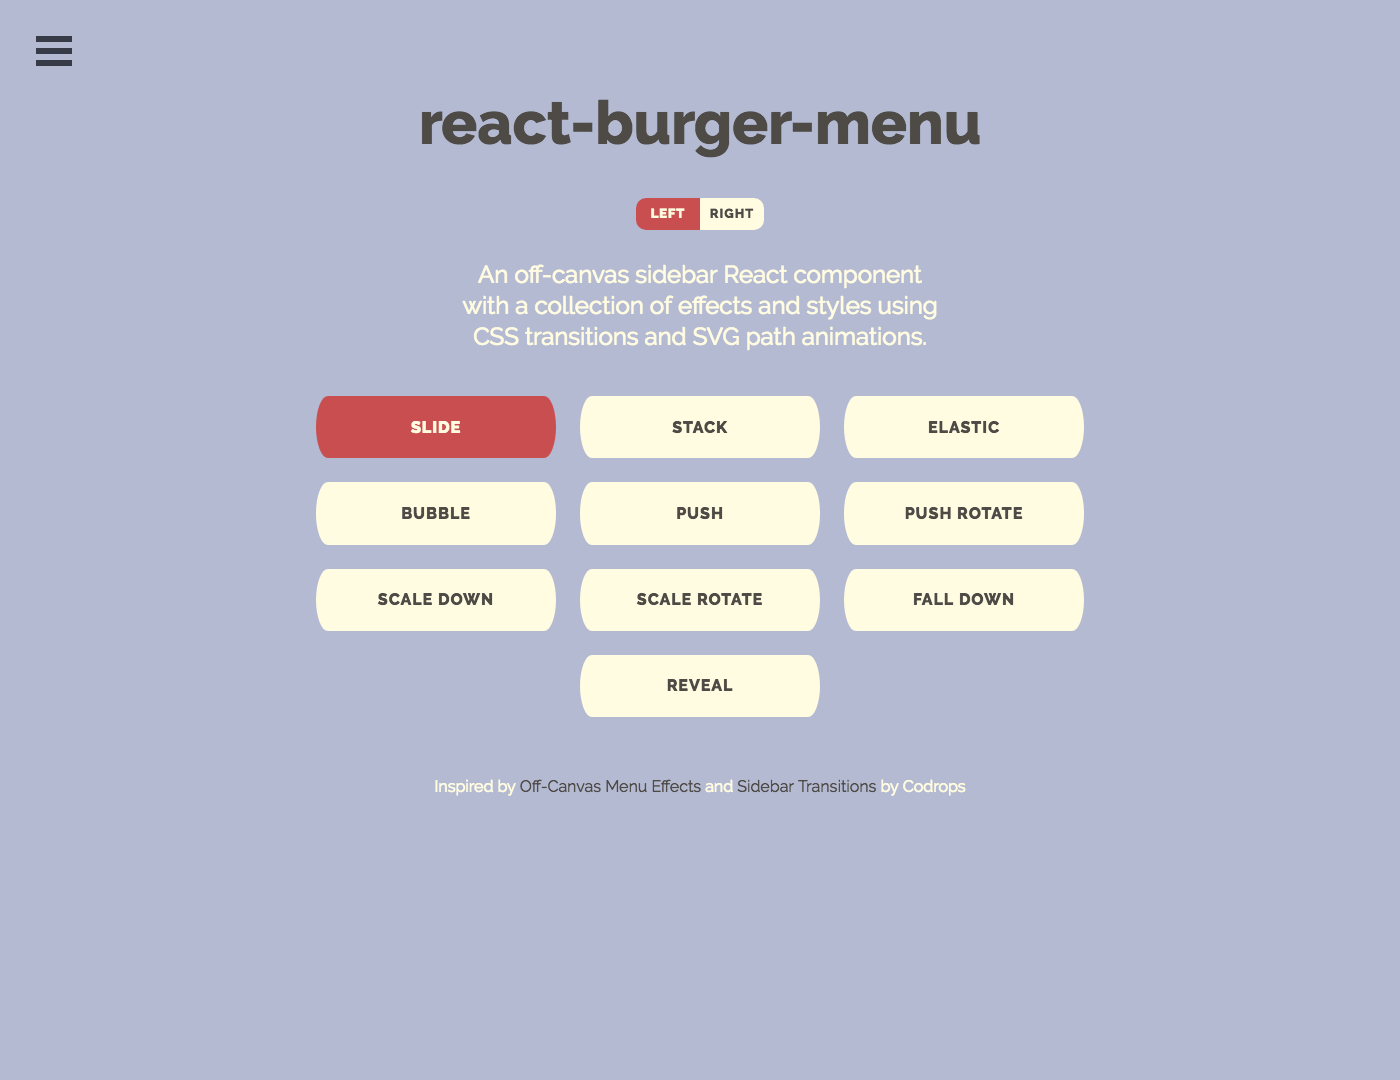 react-burger-menu
LEFT RIGHT
An off-canvas sidebar React component
with a collection of effects and styles using
CSS transitions and SVG path animations.
SLIDE STACK ELASTIC
BUBBLE PUSH PUSH ROTATE
SCALE DOWN SCALE ROTATE FALL DOWN
REVEAL
Inspired by Off-Canvas Menu Effects and Sidebar Transitions by Codrops